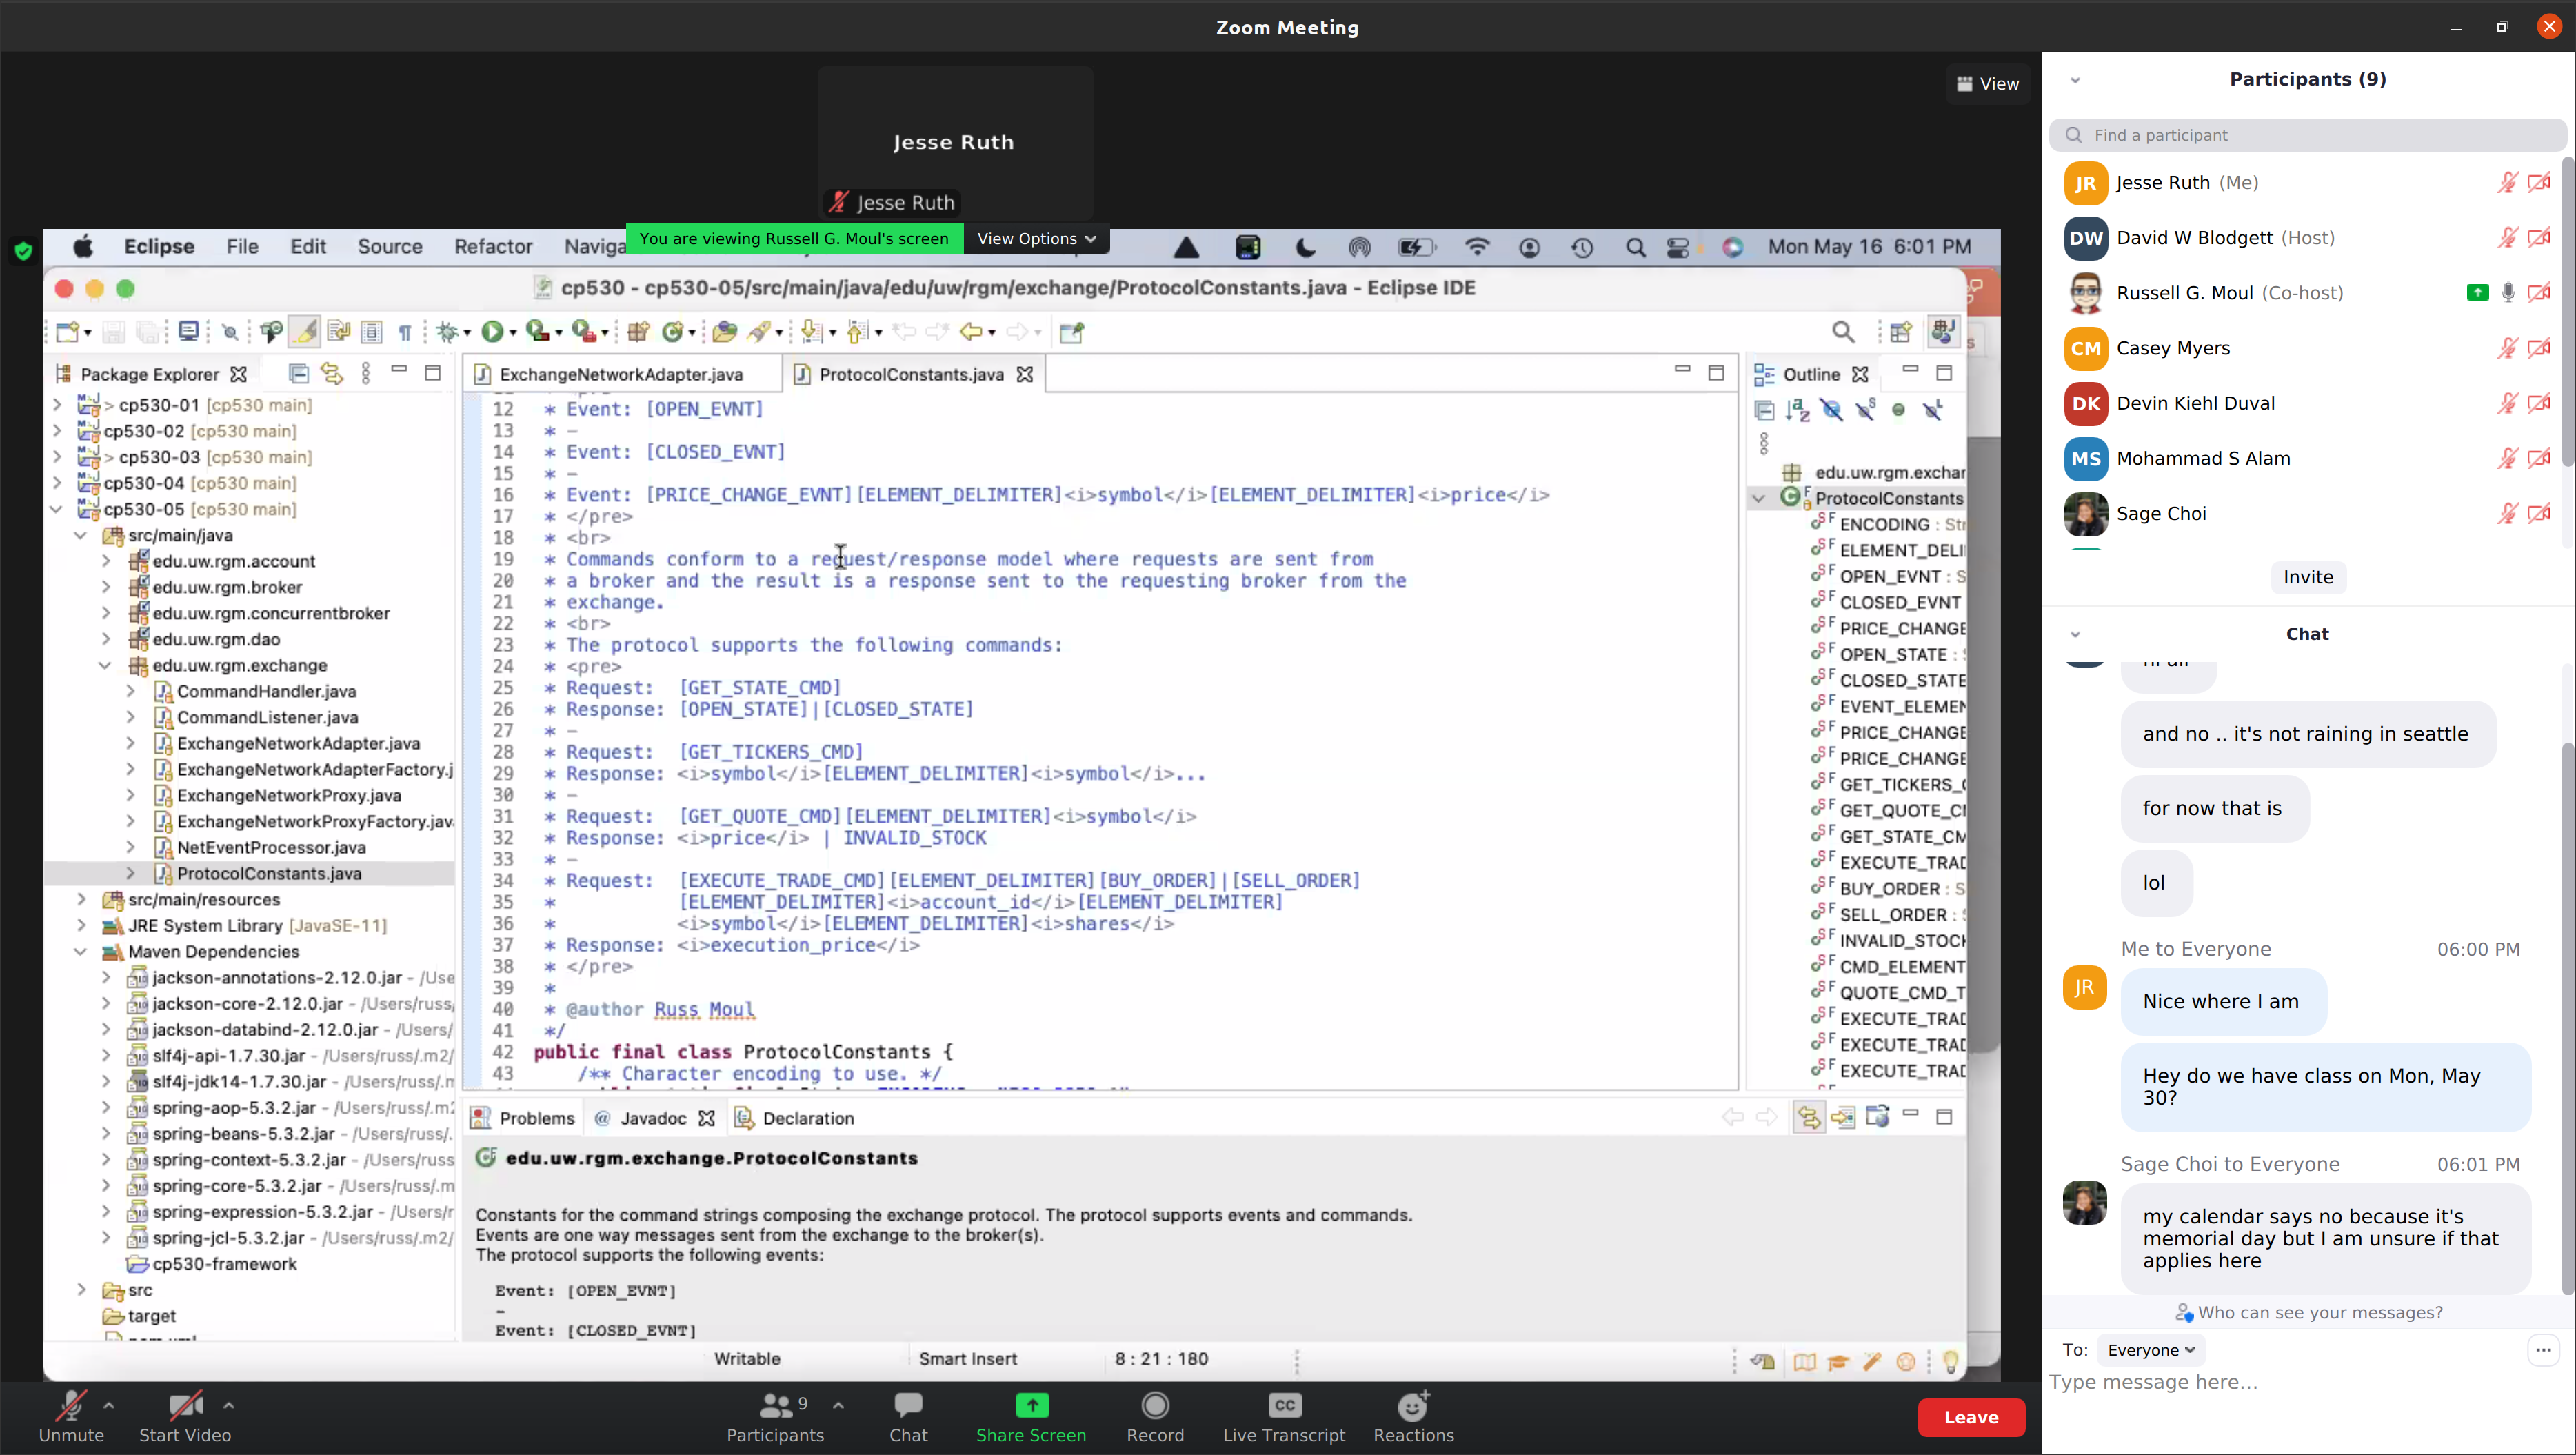 Zoom Meeting
View
Jesse Ruth
Jesse Ruth
You are viewing Russell G. Moul's screen
View Options
Eclipse File Edit Source Refactor
Mon May 16 6:01 PM
cp530 - cp530-05/src/main/java/edu/uw/rgm/exchange/ProtocolConstants.java - Eclipse IDE
Package Explorer
> cp530-01 [cp530 main]
cp530-02 [cp530 main]
> cp530-03 [cp530 main]
cp530-04 [cp530 main]
cp530-05 [cp530 main]
src/main/java
edu.uw.rgm.account
edu.uw.rgm.broker
edu.uw.rgm.concurrentbroker
edu.uw.rgm.dao
edu.uw.rgm.exchange
CommandHandler.java
CommandListener.java
ExchangeNetworkAdapter.java
ExchangeNetworkAdapterFactory.j
ExchangeNetworkProxy.java
ExchangeNetworkProxyFactory.jav
NetEventProcessor.java
ProtocolConstants.java
src/main/resources
JRE System Library [JavaSE-11]
Maven Dependencies
jackson-annotations-2.12.0.jar - /Use
jackson-core-2.12.0.jar - /Users/russ/
jackson-databind-2.12.0.jar - /Users/
slf4j-api-1.7.30.jar - /Users/russ/.m2/
slf4j-jdk14-1.7.30.jar - /Users/russ/.m
spring-aop-5.3.2.jar - /Users/russ/.m2
spring-beans-5.3.2.jar - /Users/russ/.
spring-context-5.3.2.jar - /Users/russ
spring-core-5.3.2.jar - /Users/russ/.m
spring-expression-5.3.2.jar - /Users/r
spring-jcl-5.3.2.jar - /Users/russ/.m2/
cp530-framework
src
target
ExchangeNetworkAdapter.java
ProtocolConstants.java
12 * Event: [OPEN_EVNT]
13 * —
14 * Event: [CLOSED_EVNT]
15 * —
16 * Event: [PRICE_CHANGE_EVNT][ELEMENT_DELIMITER]<i>symbol</i>[ELEMENT_DELIMITER]<i>price</i>
17 * </pre>
18 * <br>
19 * Commands conform to a request/response model where requests are sent from
20 * a broker and the result is a response sent to the requesting broker from the
21 * exchange.
22 * <br>
23 * The protocol supports the following commands:
24 * <pre>
25 * Request: [GET_STATE_CMD]
26 * Response: [OPEN_STATE]|[CLOSED_STATE]
27 * —
28 * Request: [GET_TICKERS_CMD]
29 * Response: <i>symbol</i>[ELEMENT_DELIMITER]<i>symbol</i>...
30 * —
31 * Request: [GET_QUOTE_CMD][ELEMENT_DELIMITER]<i>symbol</i>
32 * Response: <i>price</i> | INVALID_STOCK
33 * —
34 * Request: [EXECUTE_TRADE_CMD][ELEMENT_DELIMITER][BUY_ORDER]|[SELL_ORDER]
35 * [ELEMENT_DELIMITER]<i>account_id</i>[ELEMENT_DELIMITER]
36 * <i>symbol</i>[ELEMENT_DELIMITER]<i>shares</i>
37 * Response: <i>execution_price</i>
38 * </pre>
39 *
40 * @author Russ Moul
41 */
42 public final class ProtocolConstants {
43 /** Character encoding to use. */
Outline
edu.uw.rgm.exchar
ProtocolConstants
ENCODING : Str
ELEMENT_DELI
OPEN_EVNT : S
CLOSED_EVNT
PRICE_CHANGE
OPEN_STATE :
CLOSED_STATE
EVENT_ELEMEN
PRICE_CHANGE
PRICE_CHANGE
GET_TICKERS_
GET_QUOTE_C
GET_STATE_CM
EXECUTE_TRAD
BUY_ORDER : S
SELL_ORDER :
INVALID_STOCK
CMD_ELEMENT
QUOTE_CMD_T
EXECUTE_TRAD
EXECUTE_TRAD
EXECUTE_TRAD
Problems
@ Javadoc
Declaration
edu.uw.rgm.exchange.ProtocolConstants
Constants for the command strings composing the exchange protocol. The protocol supports events and commands.
Events are one way messages sent from the exchange to the broker(s).
The protocol supports the following events:
Event: [OPEN_EVNT]
–
Event: [CLOSED_EVNT]
Writable
Smart Insert
8 : 21 : 180
Unmute
Start Video
9
Participants
Chat
Share Screen
Record
CC
Live Transcript
Reactions
Leave
Participants (9)
Find a participant
JR Jesse Ruth (Me)
DW David W Blodgett (Host)
Russell G. Moul (Co-host)
CM Casey Myers
DK Devin Kiehl Duval
MS Mohammad S Alam
Sage Choi
Invite
Chat
and no .. it's not raining in seattle
for now that is
lol
Me to Everyone 06:00 PM
JR
Nice where I am
Hey do we have class on Mon, May
30?
Sage Choi to Everyone 06:01 PM
my calendar says no because it's
memorial day but I am unsure if that
applies here
Who can see your messages?
To: Everyone
Type message here...